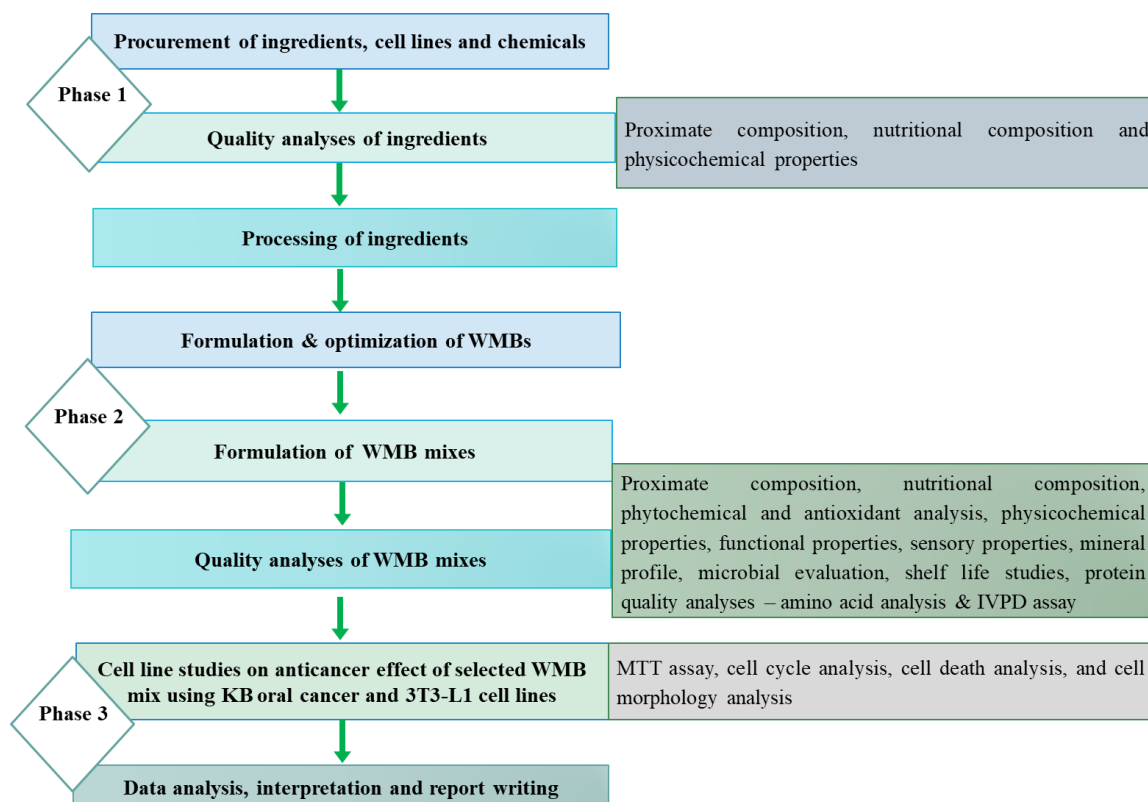 Procurement of ingredients, cell lines and chemicals
Phase 1
Quality analyses of ingredients
Proximate composition, nutritional composition and
physicochemical properties
Processing of ingredients
Formulation & optimization of WMBs
Phase 2
Formulation of WMB mixes
Proximate composition, nutritional composition,
phytochemical and antioxidant analysis, physicochemical
properties, functional properties, sensory properties, mineral
profile, microbial evaluation, shelf life studies, protein
quality analyses – amino acid analysis & IVPD assay
Quality analyses of WMB mixes
Cell line studies on anticancer effect of selected WMB
mix using KB oral cancer and 3T3-L1 cell lines
MTT assay, cell cycle analysis, cell death analysis, and cell
morphology analysis
Phase 3
Data analysis, interpretation and report writing